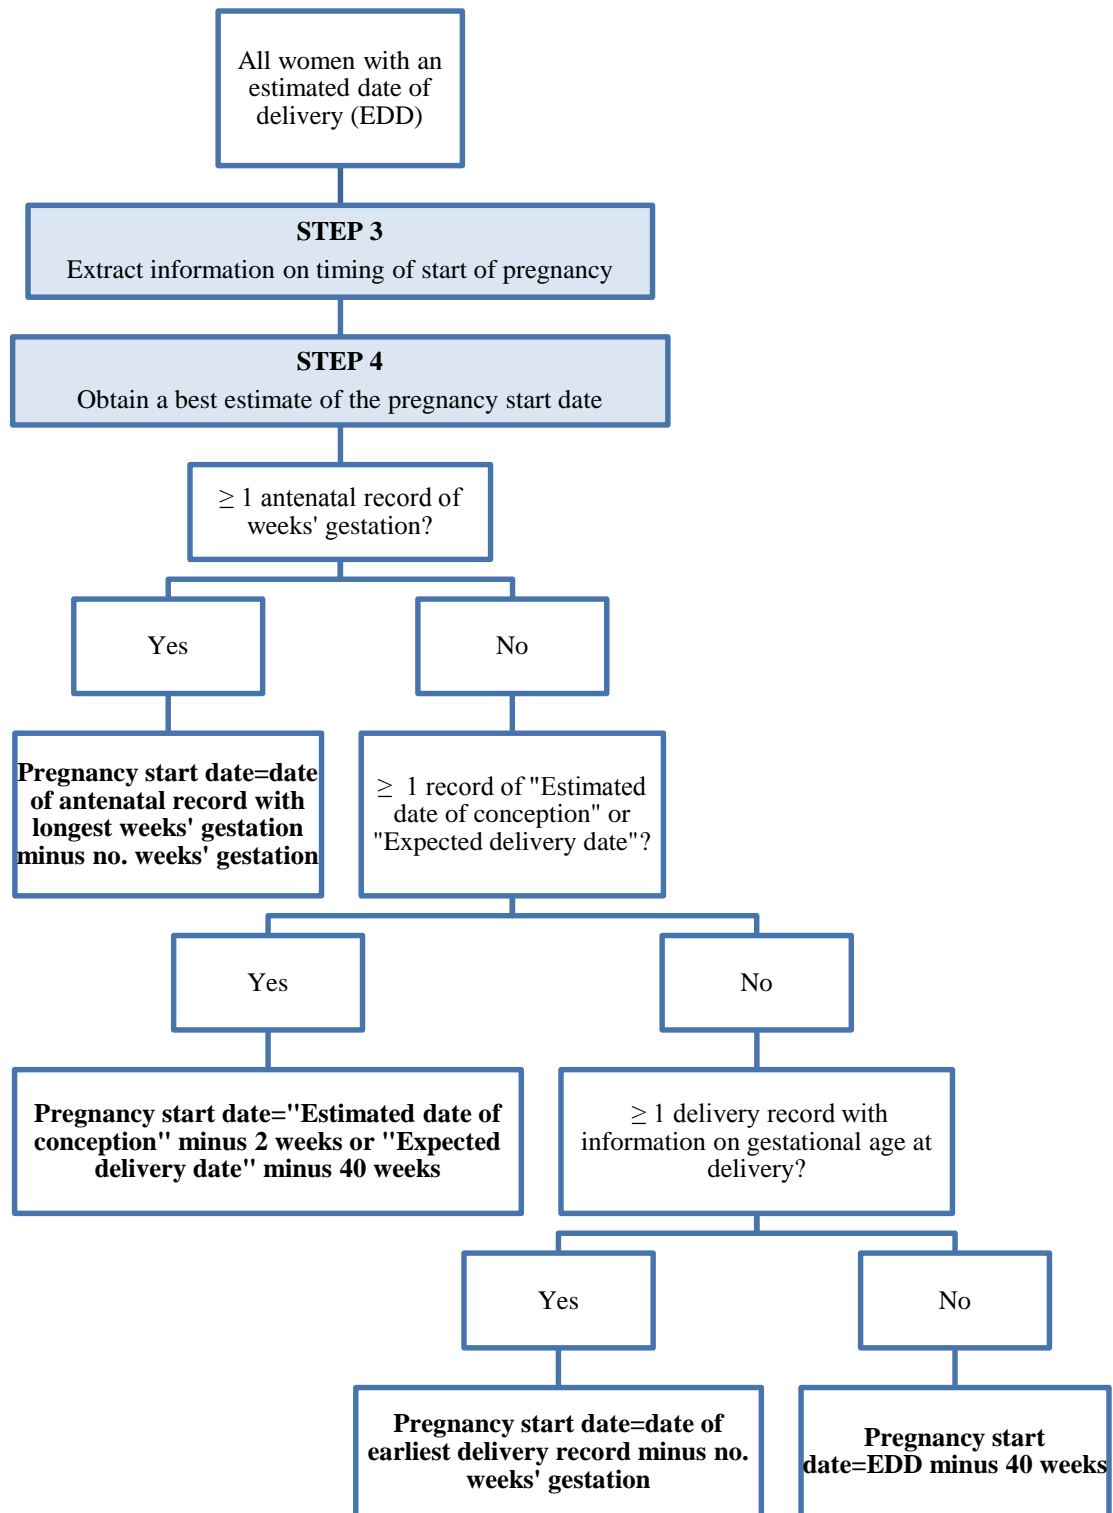 All women with an
estimated date of
delivery (EDD)
STEP 3
Extract information on timing of start of pregnancy
STEP 4
Obtain a best estimate of the pregnancy start date
≥ 1 antenatal record of
weeks' gestation?
Yes
No
Pregnancy start date=date
of antenatal record with
longest weeks' gestation
minus no. weeks' gestation
≥ 1 record of "Estimated
date of conception" or
"Expected delivery date"?
Yes
No
Pregnancy start date="Estimated date of
conception" minus 2 weeks or "Expected
delivery date" minus 40 weeks
≥ 1 delivery record with
information on gestational age at
delivery?
Yes
No
Pregnancy start date=date of
earliest delivery record minus no.
weeks' gestation
Pregnancy start
date=EDD minus 40 weeks